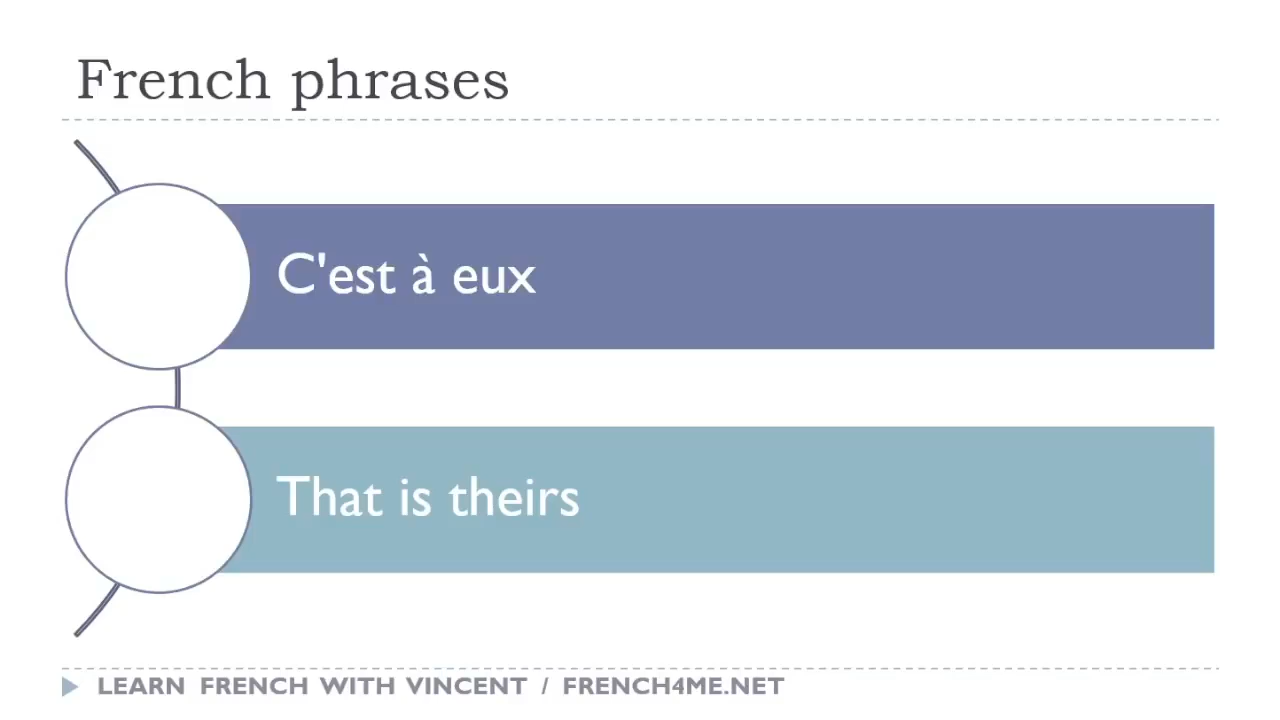 French phrases
C'est à eux
That is theirs
LEARN FRENCH WITH VINCENT / FRENCH4ME.NET